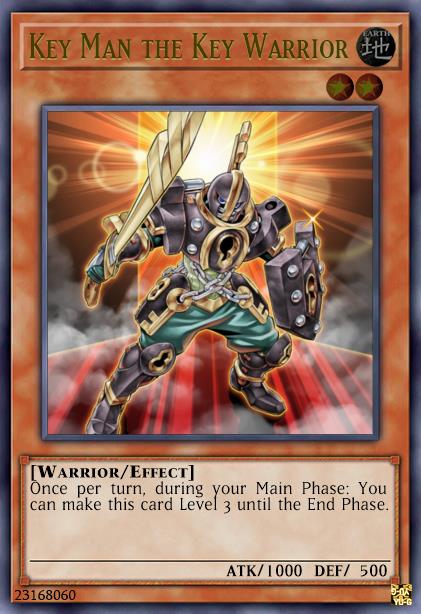 Key Man the Key Warrior
EARTH
地
[Warrior/Effect]
Once per turn, during your Main Phase: You
can make this card Level 3 until the End Phase.
ATK/1000 DEF/ 500
23168060